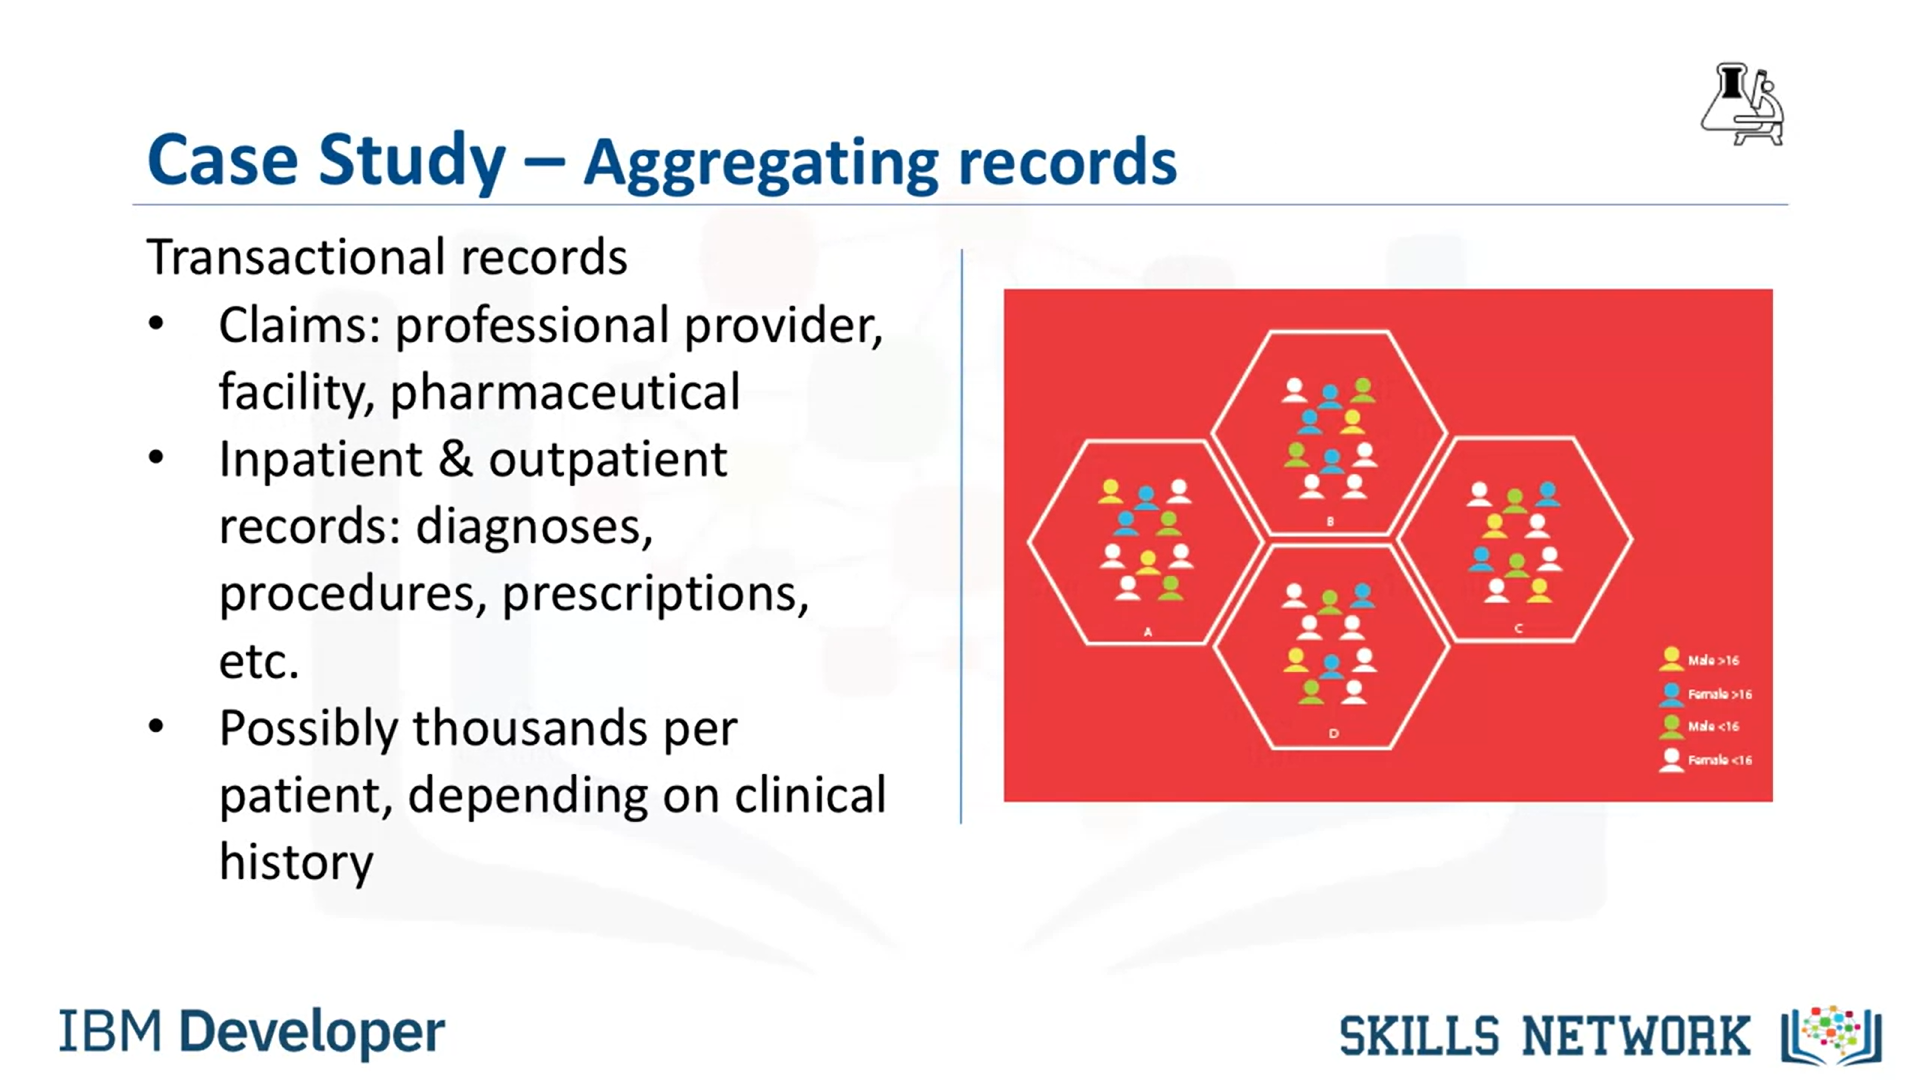 Case Study – Aggregating records
Transactional records
• Claims: professional provider,
facility, pharmaceutical
• Inpatient & outpatient
records: diagnoses,
procedures, prescriptions,
etc.
• Possibly thousands per
patient, depending on clinical
history
B
A
C
D
Male >16
Female >16
Male <16
Female <16
IBM Developer
SKILLS NETWORK